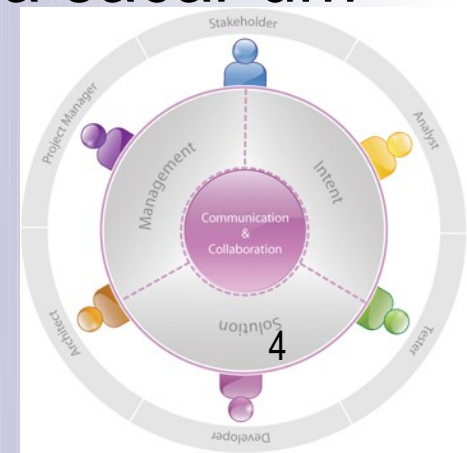 Stakeholder
Project Manager
Analyst
Management
Intent
Communication
&
Collaboration
Solution
4
Architect
Tester
Developer